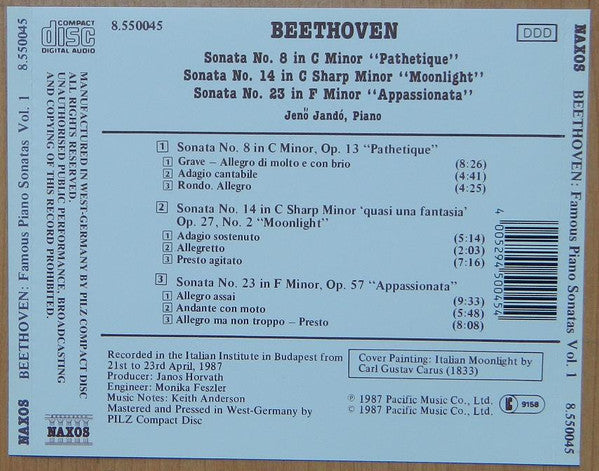 NAXOS BEETHOVEN: Famous Piano Sonatas Vol. 1 8.550045
COMPACT
disc
DIGITAL AUDIO
8.550045
BEETHOVEN
DDD
Sonata No. 8 in C Minor "Pathetique"
Sonata No. 14 in C Sharp Minor "Moonlight"
Sonata No. 23 in F Minor "Appassionata"
Jenő Jandó, Piano
1 Sonata No. 8 in C Minor, Op. 13 "Pathetique"
1 Grave – Allegro di molto e con brio (8:26)
2 Adagio cantabile (4:41)
3 Rondo. Allegro (4:25)
2 Sonata No. 14 in C Sharp Minor 'quasi una fantasia'
Op. 27, No. 2 "Moonlight"
1 Adagio sostenuto (5:14)
2 Allegretto (2:03)
3 Presto agitato (7:16)
3 Sonata No. 23 in F Minor, Op. 57 "Appassionata"
1 Allegro assai (9:33)
2 Andante con moto (5:48)
3 Allegro ma non troppo – Presto (8:08)
Recorded in the Italian Institute in Budapest from
21st to 23rd April, 1987
Producer: Janos Horvath
Engineer: Monika Feszler
Music Notes: Keith Anderson
Mastered and Pressed in West-Germany by
PILZ Compact Disc
Cover Painting: Italian Moonlight by
Carl Gustav Carus (1833)
℗ 1987 Pacific Music Co., Ltd.
© 1987 Pacific Music Co., Ltd.
9158
MANUFACTURED IN WEST-GERMANY BY PILZ COMPACT DISC
ALL RIGHTS RESERVED.
UNAUTHORISED PUBLIC PERFORMANCE, BROADCASTING
AND COPYING OF THIS RECORD PROHIBITED.
NAXOS
4 005294 500454
NAXOS BEETHOVEN: Famous Piano Sonatas Vol. 1 8.550045